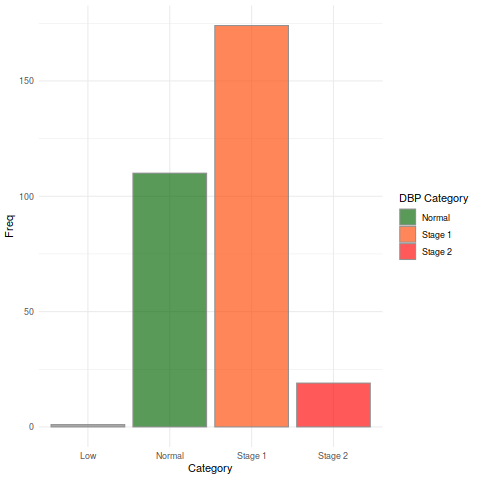 150
100
50
0
Freq
Low Normal Stage 1 Stage 2
Category
DBP Category
Normal
Stage 1
Stage 2